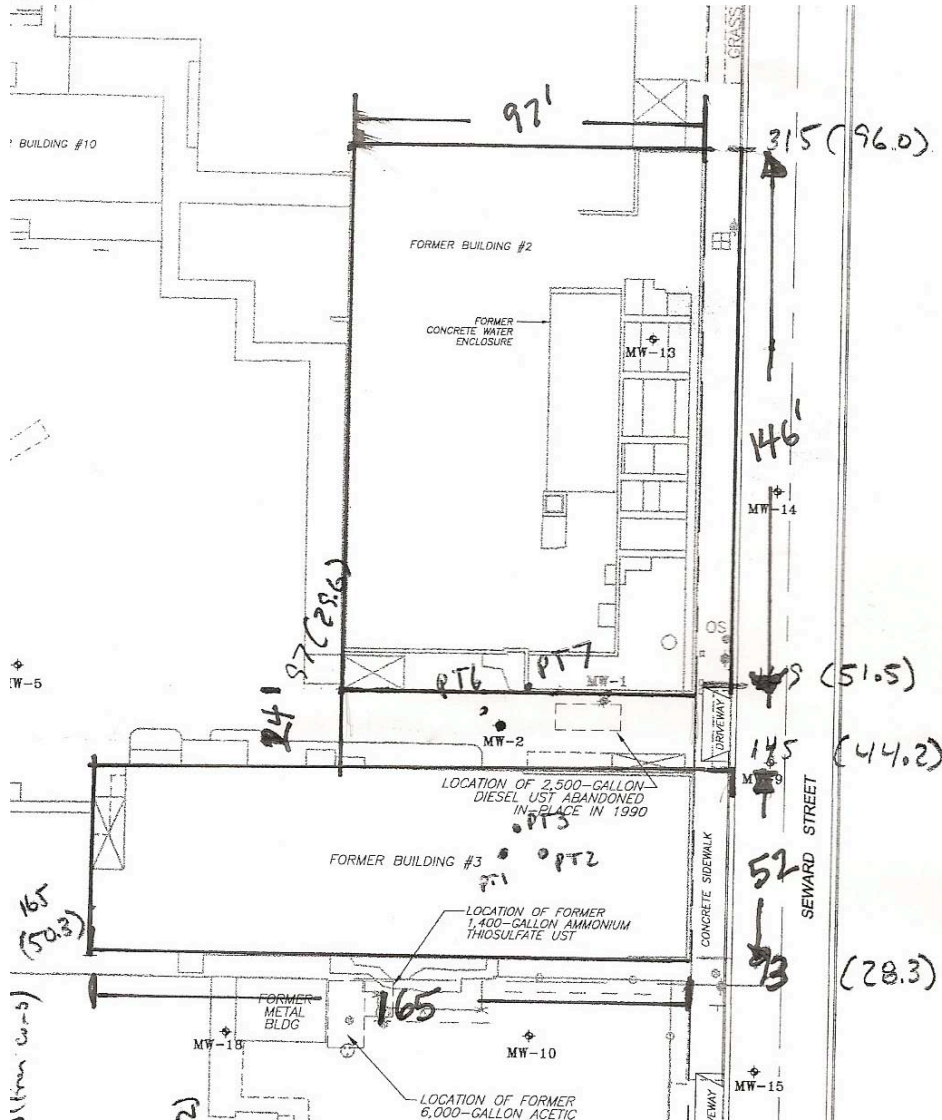 GRASS
97'
315 (96.0)
BUILDING #10
FORMER BUILDING #2
FORMER
CONCRETE WATER
ENCLOSURE
MW-13
146'
MW-14
97 (29.6)
OS
PT6
PT7
MW-1
MW-5
(51.5)
241
MW-2
DRIVEWAY
145 (44.2)
MW-9
LOCATION OF 2,500-GALLON
DIESEL UST ABANDONED
IN-PLACE IN 1990
PT3
FORMER BUILDING #3
PT2
PT1
CONCRETE SIDEWALK
52
SEWARD STREET
165
(50.3)
LOCATION OF FORMER
1,400-GALLON AMMONIUM
THIOSULFATE UST
93 (28.3)
FORMER
METAL
BLDG
165
MW-18
MW-10
MW-15
LOCATION OF FORMER
6,000-GALLON ACETIC